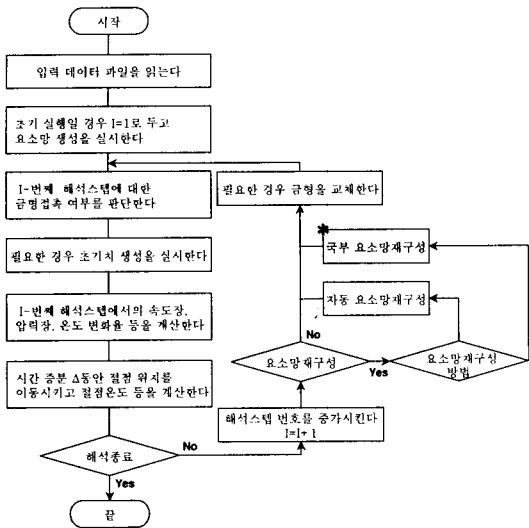 시작
입력 데이터 파일을 읽는다
초기 실행일 경우 I=1로 두고
요소망 생성을 실시한다
I-번째 해석스텝에 대한
금형접촉 여부를 판단한다
필요한 경우 초기치 생성을 실시한다
I-번째 해석스텝에서의 속도장,
압력장, 온도 변화율 등을 계산한다
시간 증분 Δ동안 절점 위치를
이동시키고 절점온도 등을 계산한다
해석종료
No
Yes
끝
필요한 경우 금형을 교체한다
*
국부 요소망재구성
자동 요소망재구성
No
요소망재구성
Yes
요소망재구성
방법
해석스텝 번호를 증가시킨다
I=I+1